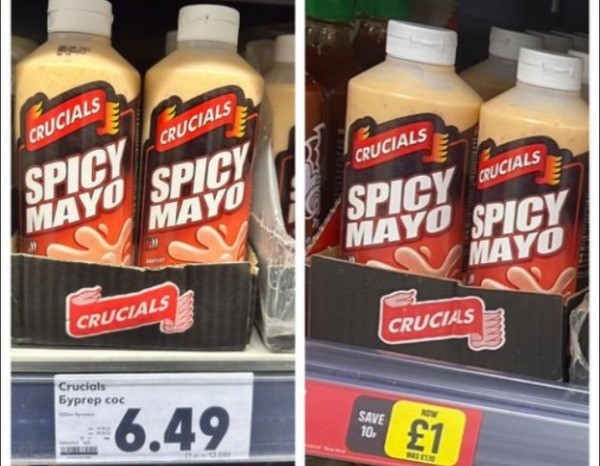 CRUCIALS
SPICY
MAYO
CRUCIALS
SPICY
MAYO
CRUCIALS
Crucials
Бургер сос
6.49
CRUCIALS
SPICY
MAYO
CRUCIALS
SPICY
MAYO
CRUCIALS
SAVE
10p
NOW
£1
WAS £1.10